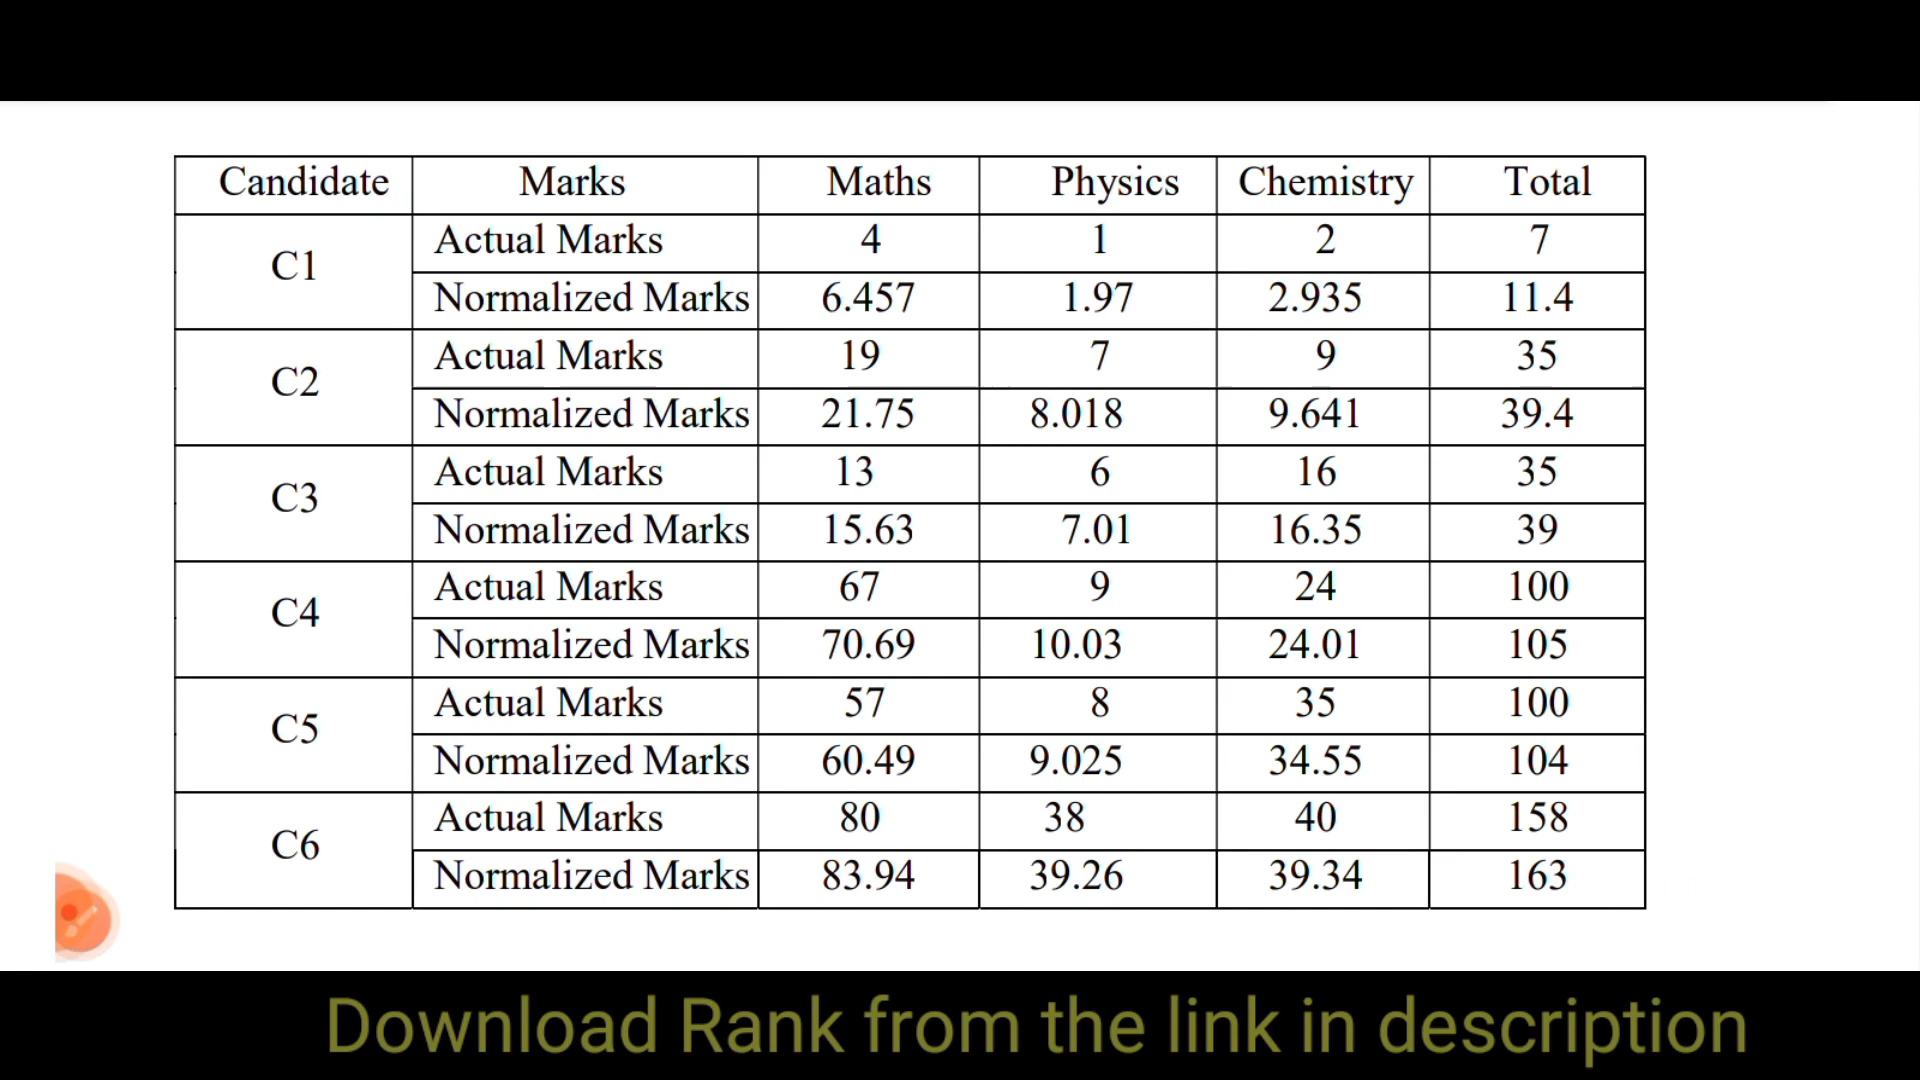 Candidate Marks Maths Physics Chemistry Total
C1 Actual Marks 4 1 2 7
Normalized Marks 6.457 1.97 2.935 11.4
C2 Actual Marks 19 7 9 35
Normalized Marks 21.75 8.018 9.641 39.4
C3 Actual Marks 13 6 16 35
Normalized Marks 15.63 7.01 16.35 39
C4 Actual Marks 67 9 24 100
Normalized Marks 70.69 10.03 24.01 105
C5 Actual Marks 57 8 35 100
Normalized Marks 60.49 9.025 34.55 104
C6 Actual Marks 80 38 40 158
Normalized Marks 83.94 39.26 39.34 163
Download Rank from the link in description